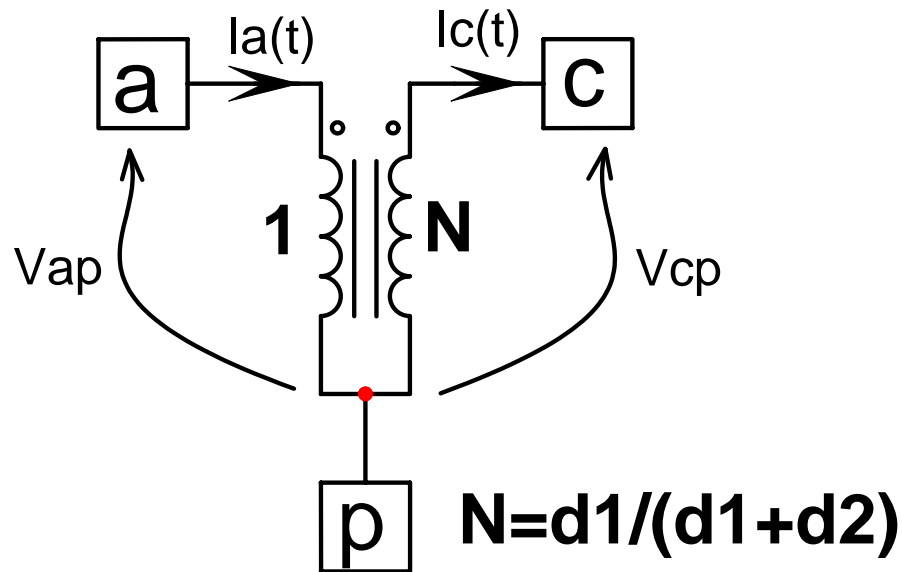 Ia(t)
Ic(t)
a
c
1
N
Vap
Vcp
p
N=d1/(d1+d2)